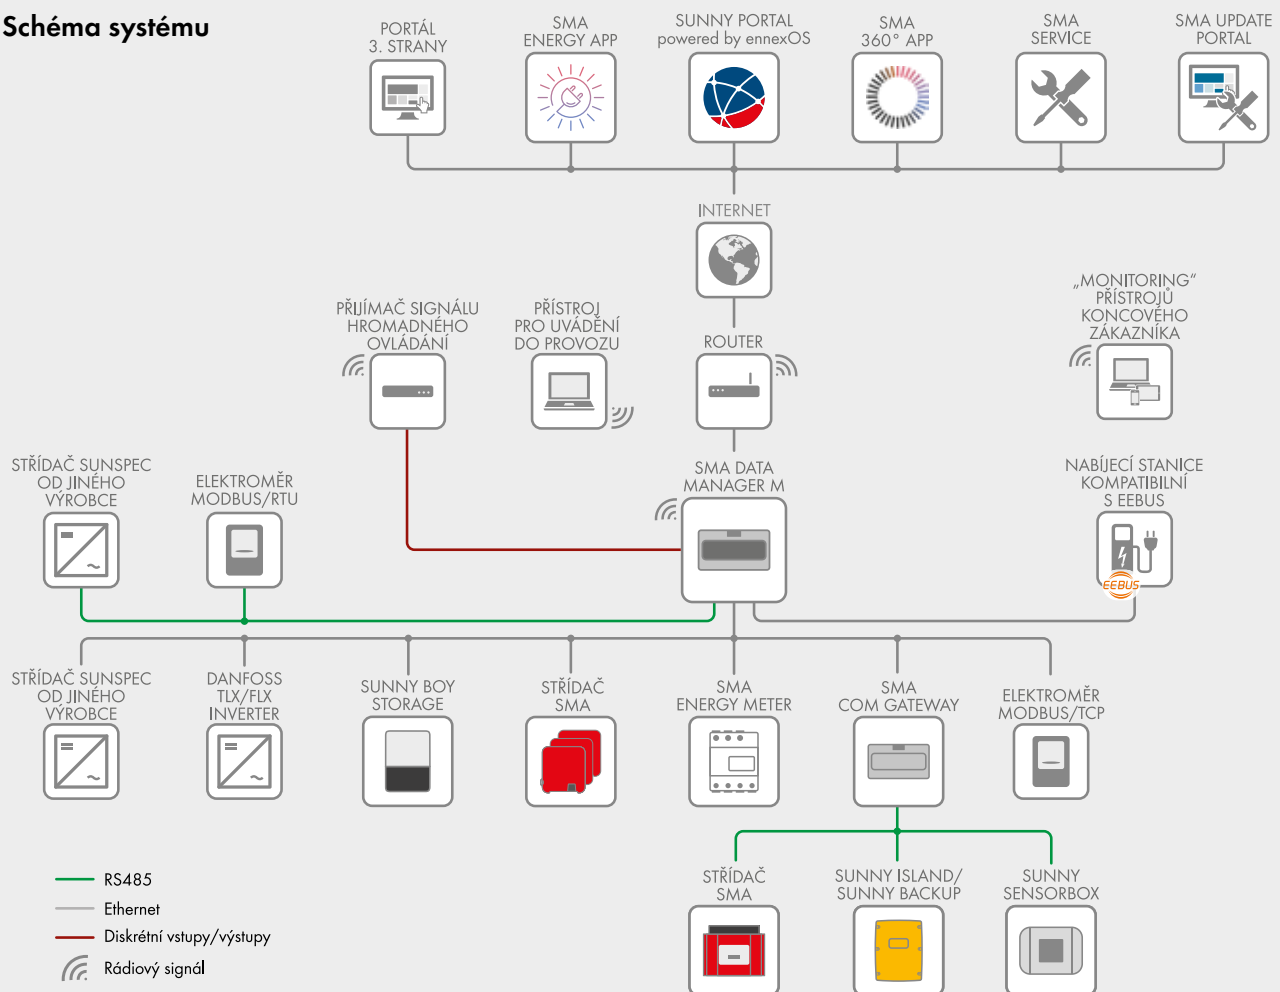 Schéma systému
PORTÁL
3. STRANY
SMA
ENERGY APP
SUNNY PORTAL
powered by ennexOS
SMA
360° APP
SMA
SERVICE
SMA UPDATE
PORTAL
INTERNET
PŘIJÍMAČ SIGNÁLU
HROMADNÉHO
OVLÁDÁNÍ
PŘÍSTROJ
PRO UVÁDĚNÍ
DO PROVOZU
ROUTER
„MONITORING“
PŘÍSTROJŮ
KONCOVÉHO
ZÁKAZNÍKA
STŘÍDAČ SUNSPEC
OD JINÉHO
VÝROBCE
ELEKTROMĚR
MODBUS/RTU
SMA DATA
MANAGER M
NABÍJECÍ STANICE
KOMPATIBILNÍ
S EEBUS
EEBUS
STŘÍDAČ SUNSPEC
OD JINÉHO
VÝROBCE
DANFOSS
TLX/FLX
INVERTER
SUNNY BOY
STORAGE
STŘÍDAČ
SMA
SMA
ENERGY METER
SMA
COM GATEWAY
ELEKTROMĚR
MODBUS/TCP
STŘÍDAČ
SMA
SUNNY ISLAND/
SUNNY BACKUP
SUNNY
SENSORBOX
RS485
Ethernet
Diskrétní vstupy/výstupy
Rádiový signál